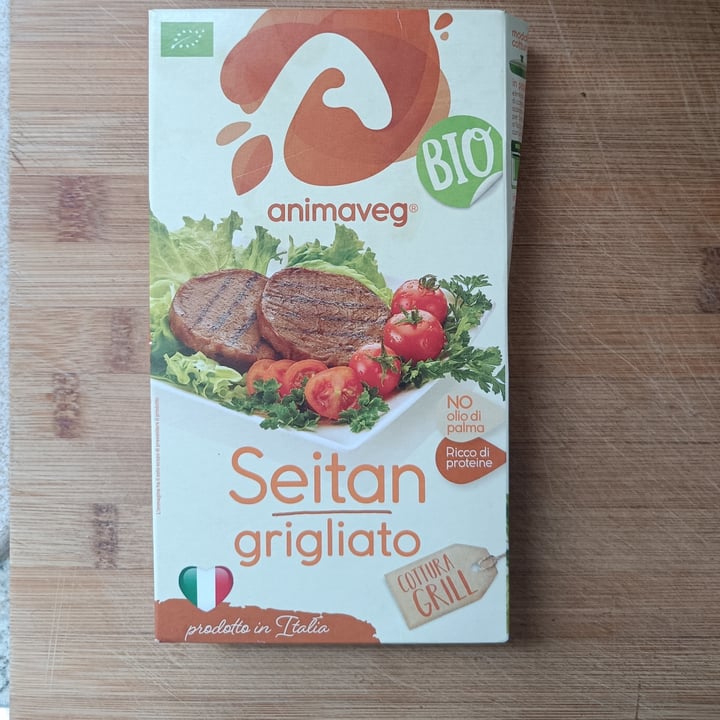 BIO
animaveg®
NO
olio di
palma
Ricco di
proteine
Seitan
grigliato
COTTURA
GRILL
prodotto in Italia